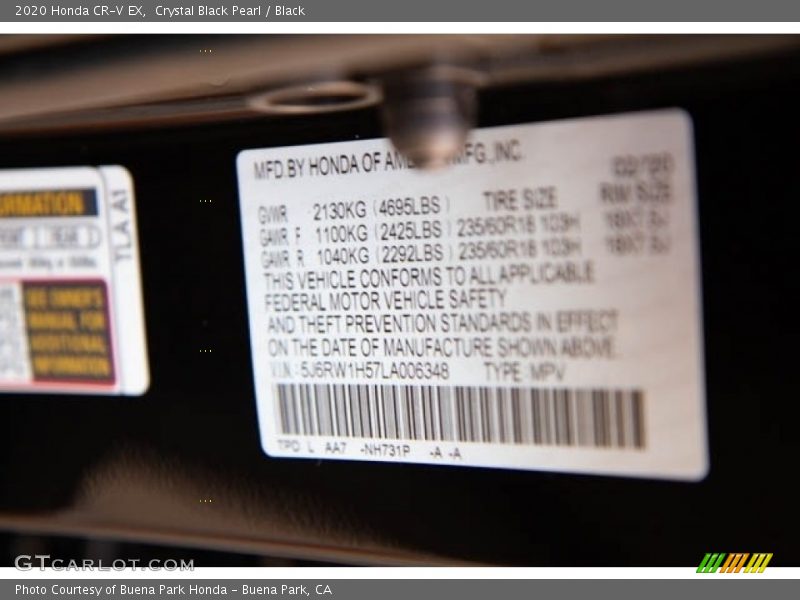 2020 Honda CR-V EX, Crystal Black Pearl / Black
MFD.BY HONDA OF MFG.,INC.
GVWR 2130KG (4695LBS) TIRE SIZE RIM SIZE
GAWR F 1100KG (2425LBS) 235/60R18 103H
GAWR R 1040KG (2292LBS) 235/60R18 103H
THIS VEHICLE CONFORMS TO ALL APPLICABLE
FEDERAL MOTOR VEHICLE SAFETY
AND THEFT PREVENTION STANDARDS IN EFFECT
ON THE DATE OF MANUFACTURE SHOWN ABOVE.
V.I.N.: 5J6RW1H57LA006348 TYPE: MPV
TPD L AA7 -NH731P -A -A
TLA A1
SEE OWNER'S
MANUAL FOR
ADDITIONAL
INFORMATION
GTCARLOT.COM
Photo Courtesy of Buena Park Honda - Buena Park, CA